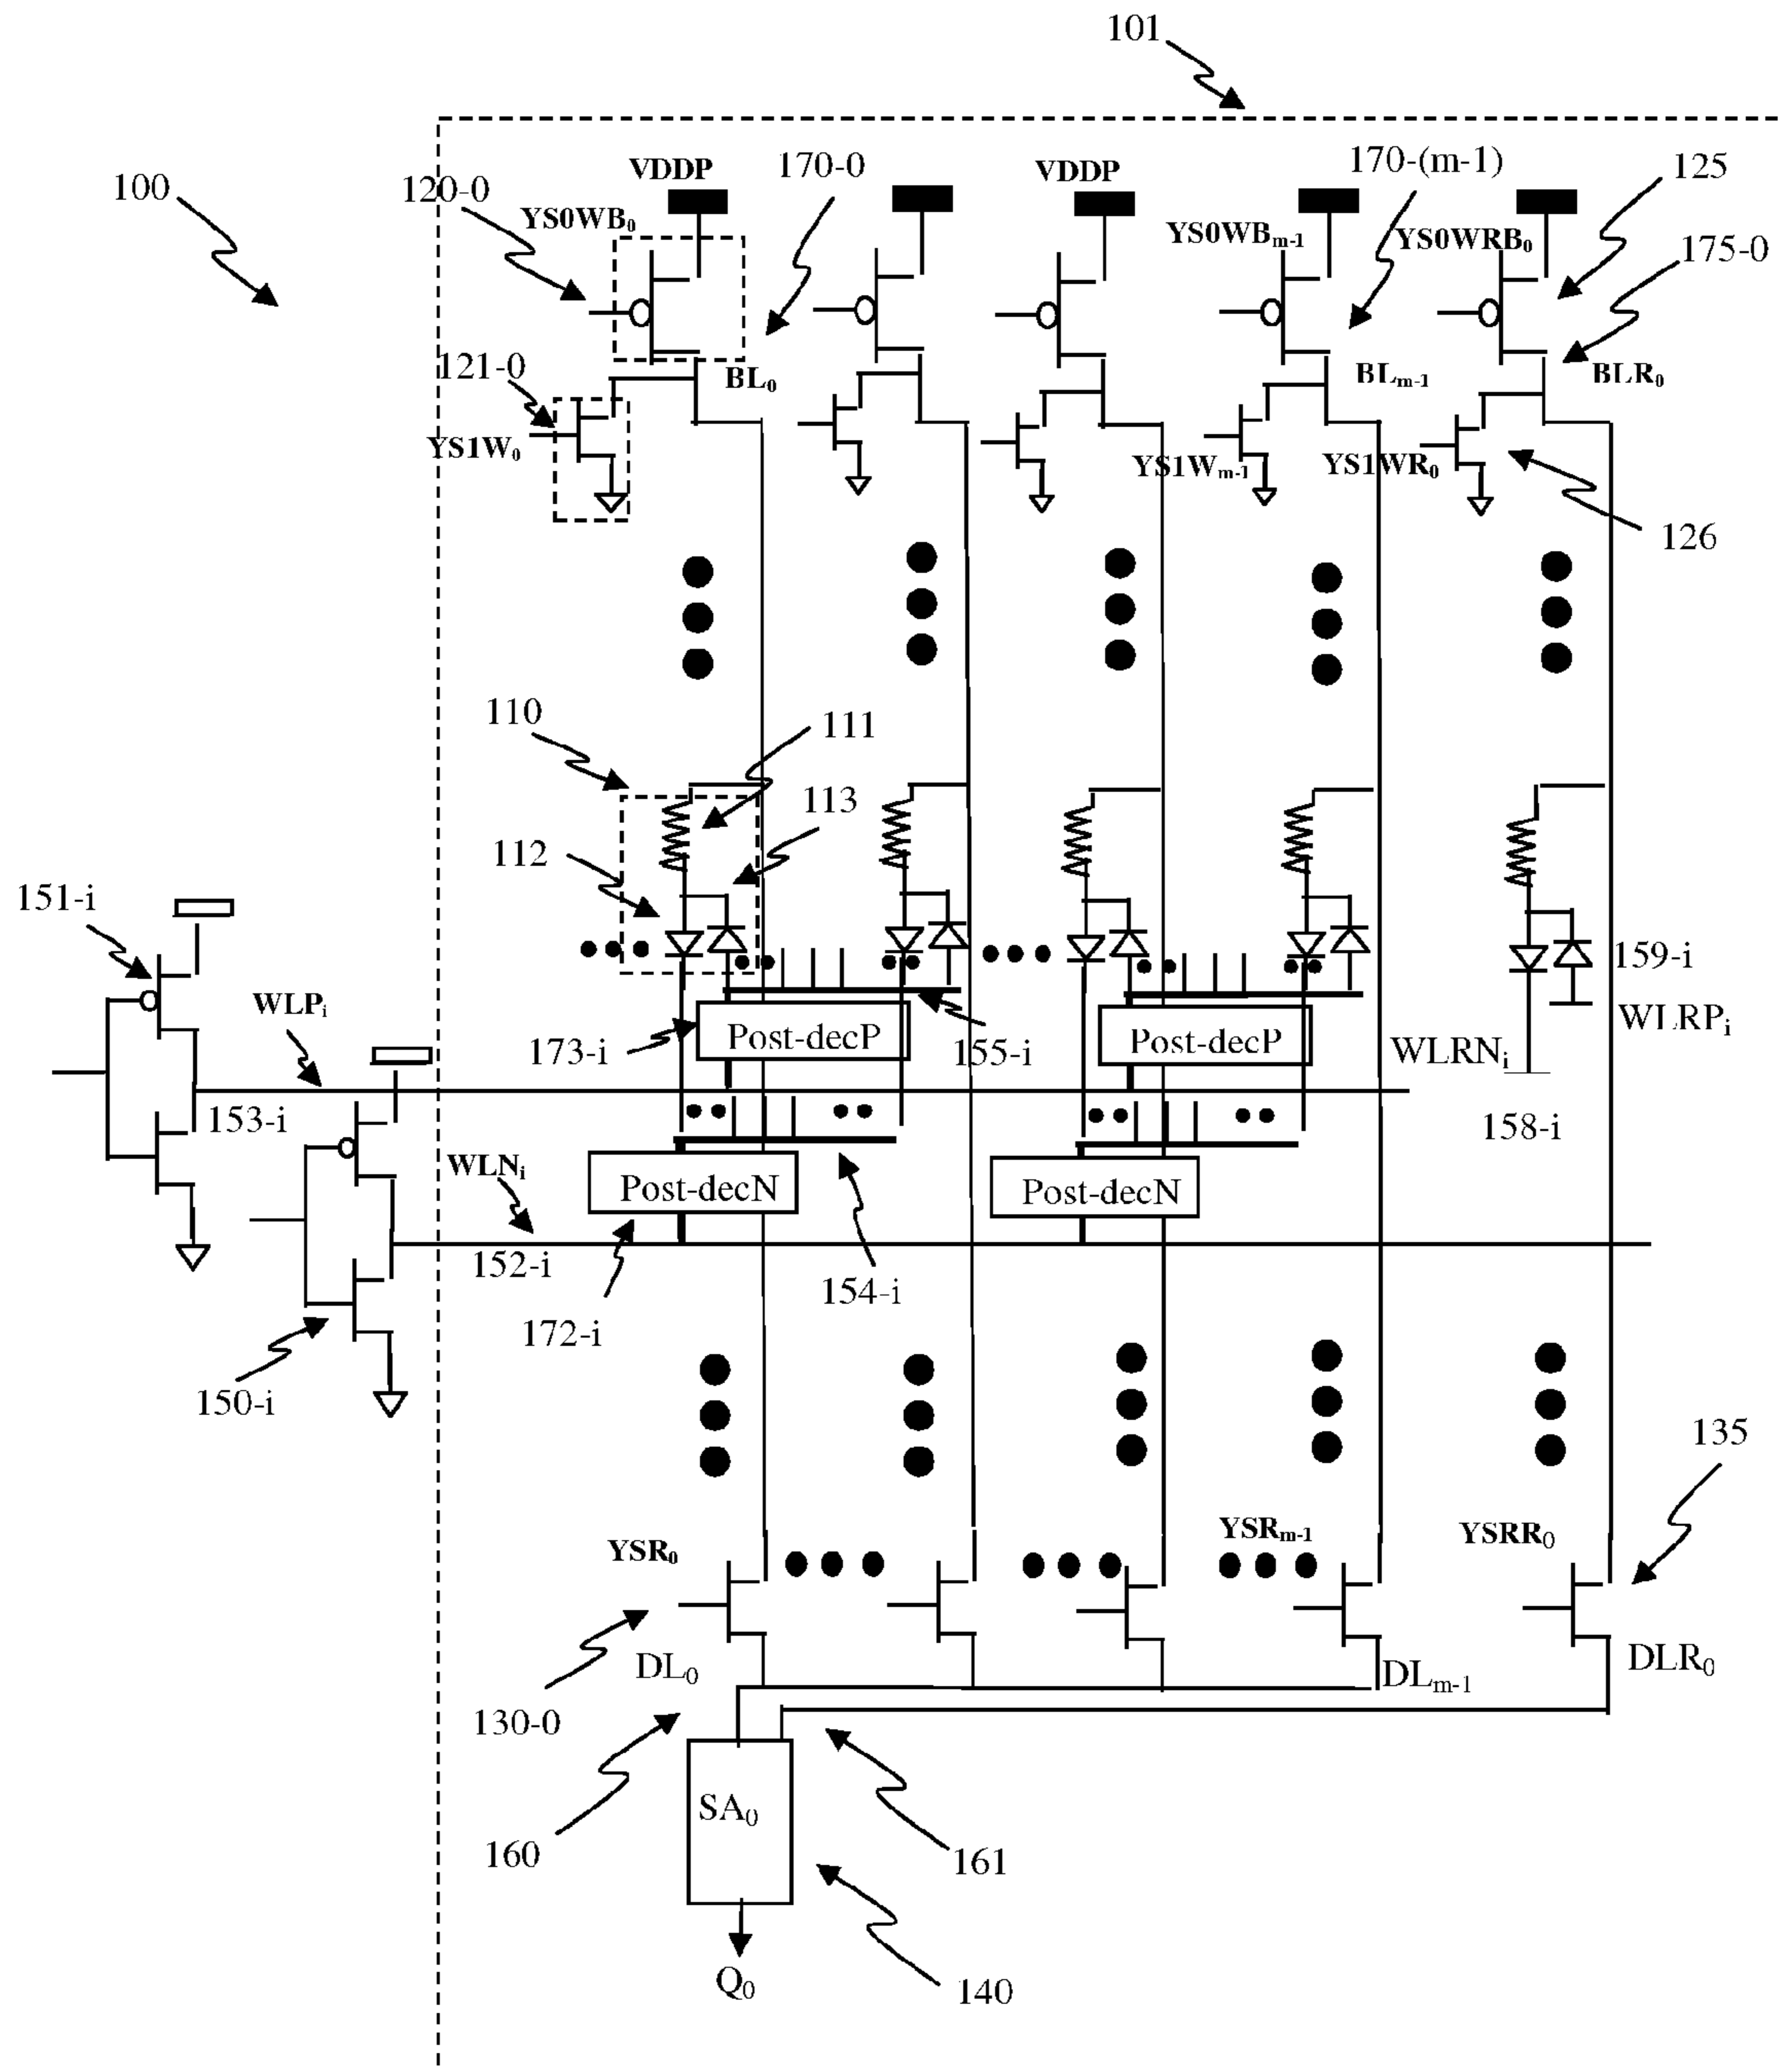 101
100
120-0
VDDP
170-0
VDDP
170-(m-1)
125
YS0WB0
YS0WBm-1
YS0WRB0
175-0
121-0
BL0
BLm-1
BLR0
YS1W0
YS1Wm-1
YS1WR0
126
110
111
113
112
151-i
159-i
WLPi
Post-decP
Post-decP
WLRPi
173-i
155-i
WLRNi
153-i
158-i
WLNi
Post-decN
Post-decN
152-i
154-i
172-i
150-i
135
YSR0
YSRm-1
YSRR0
DL0
DLm-1
DLR0
130-0
SA0
160
161
Q0
140